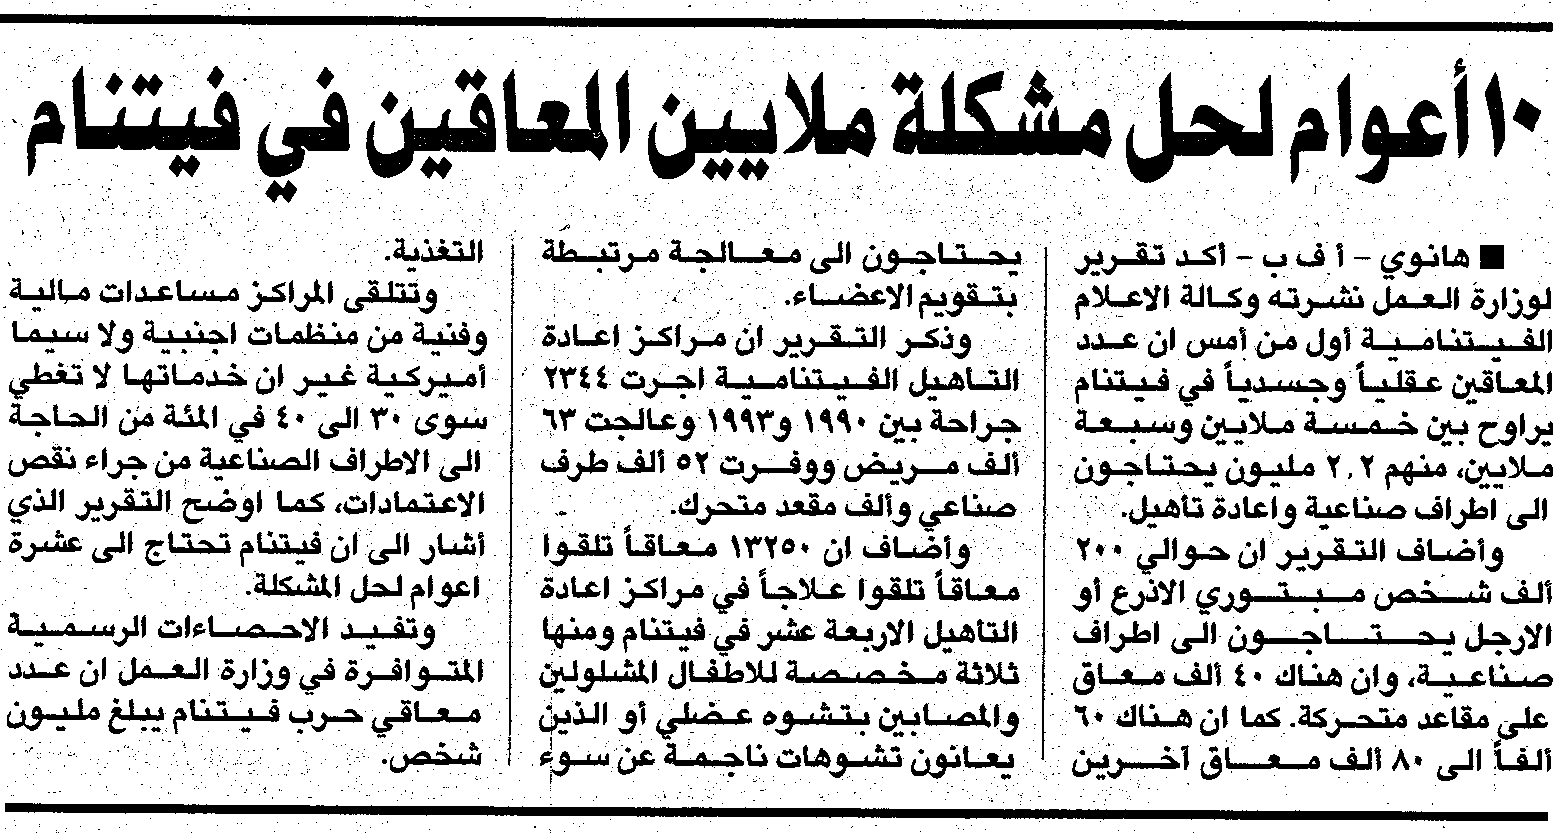 ١٠ أعوام لحل مشكلة ملايين المعاقين في فيتنام
■ هانوي - أ ف ب - أكد تقرير
لوزارة العمل نشرته وكالة الاعلام
الفيتنامية أول من أمس ان عدد
المعاقين عقلياً وجسدياً في فيتنام
يراوح بين خمسة ملايين وسبعة
ملايين، منهم ٢,٢ مليون يحتاجون
الى اطراف صناعية واعادة تأهيل.
وأضاف التقرير ان حوالي ٢٠٠
ألف شخص مبتوري الاذرع أو
الارجل يحتاجون الى اطراف
صناعية، وان هناك ٤٠ ألف معاق
على مقاعد متحركة. كما ان هناك ٦٠
ألفاً الى ٨٠ ألف معاق آخرين
يحتاجون الى معالجة مرتبطة
بتقويم الاعضاء.
وذكر التقرير ان مراكز اعادة
التاهيل الفيتنامية اجرت ٢٣٤٤
جراحة بين ١٩٩٠ و١٩٩٣ وعالجت ٦٣
ألف مريض ووفرت ٥٢ ألف طرف
صناعي وألف مقعد متحرك.
وأضاف ان ١٣٢٥٠ معاقاً تلقوا
معاقاً تلقوا علاجاً في مراكز اعادة
التأهيل الاربعة عشر في فيتنام ومنها
ثلاثة مخصصة للاطفال المشلولين
والمصابين بتشوه عضلي أو الذين
يعانون تشوهات ناجمة عن سوء
التغذية.
وتتلقى المراكز مساعدات مالية
وفنية من منظمات اجنبية ولا سيما
أميركية غير ان خدماتها لا تغطي
سوى ٣٠ الى ٤٠ في المئة من الحاجة
الى الاطراف الصناعية من جراء نقص
الاعتمادات، كما اوضح التقرير الذي
أشار الى ان فيتنام تحتاج الى عشرة
اعوام لحل المشكلة.
وتفيد الاحصاءات الرسمية
المتوافرة في وزارة العمل ان عدد
معاقي حرب فيتنام يبلغ مليون
شخص.